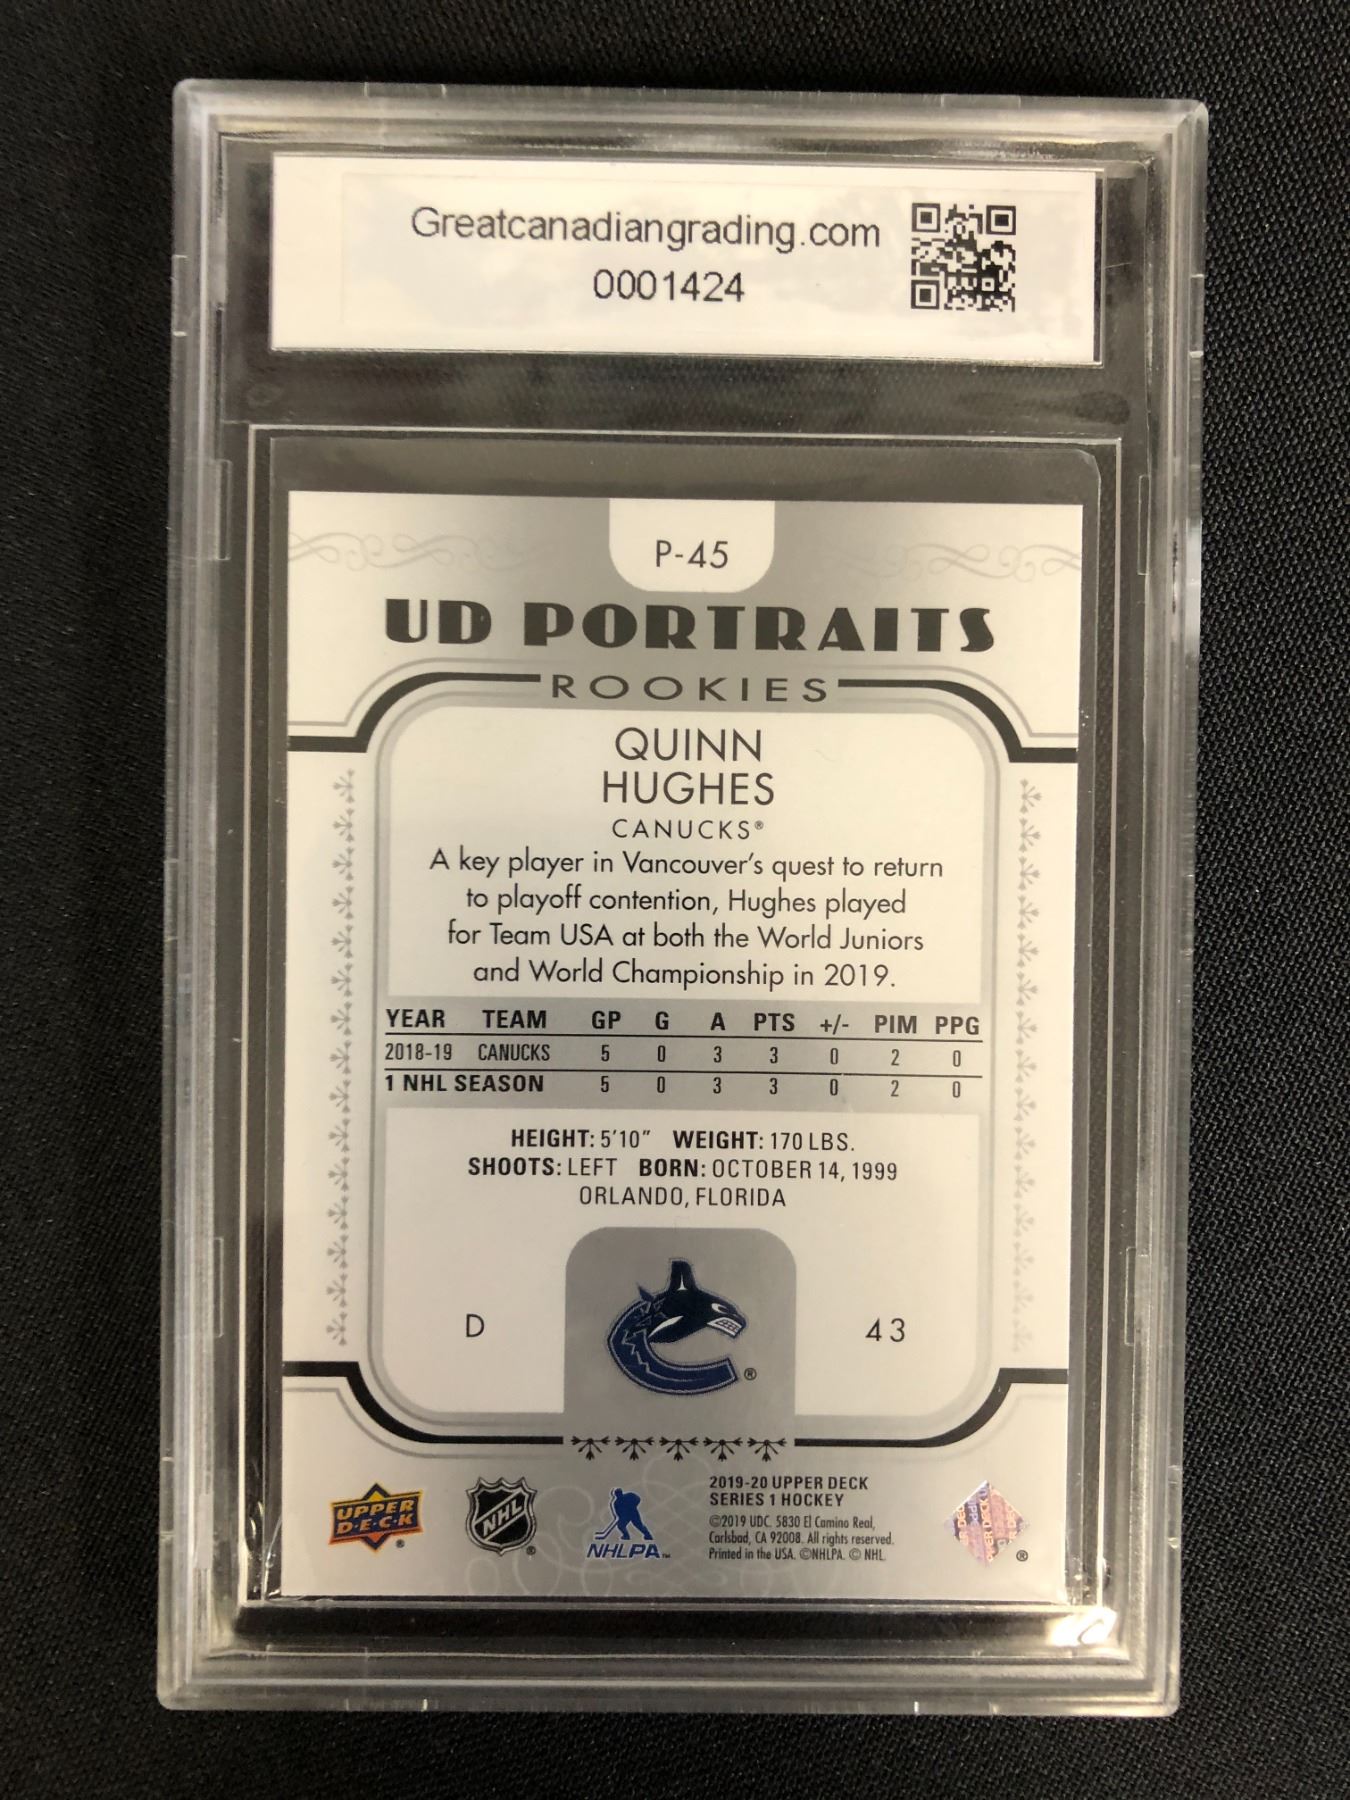 Greatcanadiangrading.com
0001424
P-45
UD PORTRAITS
ROOKIES
QUINN
HUGHES
CANUCKS®
A key player in Vancouver's quest to return
to playoff contention, Hughes played
for Team USA at both the World Juniors
and World Championship in 2019.
YEAR TEAM GP G A PTS +/- PIM PPG
2018-19 CANUCKS 5 0 3 3 0 2 0
1 NHL SEASON 5 0 3 3 0 2 0
HEIGHT: 5'10" WEIGHT: 170 LBS.
SHOOTS: LEFT BORN: OCTOBER 14, 1999
ORLANDO, FLORIDA
D 43
®
UPPER
D·E·C·K
®
NHL
®
NHLPA™
2019-20 UPPER DECK
SERIES 1 HOCKEY
©2019 UDC. 5830 El Camino Real,
Carlsbad, CA 92008. All rights reserved.
Printed in the USA. ©NHLPA. © NHL.
®